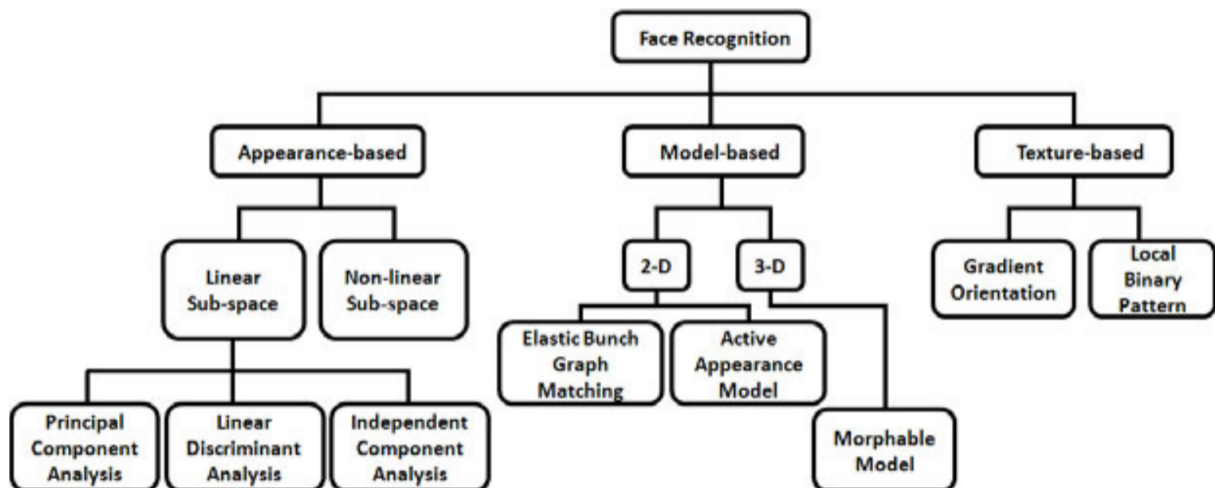 Face Recognition
Appearance-based
Model-based
Texture-based
Linear
Sub-space
Non-linear
Sub-space
2-D
3-D
Gradient
Orientation
Local
Binary
Pattern
Elastic Bunch
Graph
Matching
Active
Appearance
Model
Principal
Component
Analysis
Linear
Discriminant
Analysis
Independent
Component
Analysis
Morphable
Model